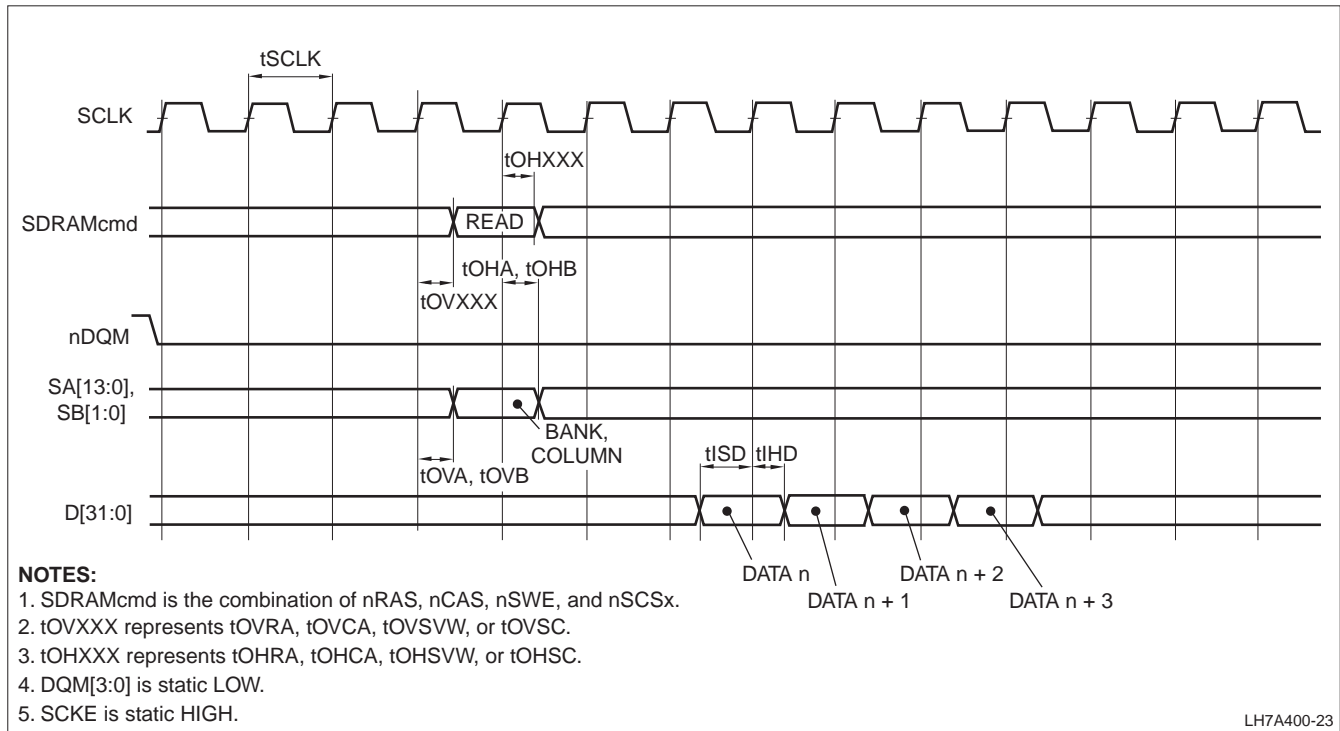 tSCLK
SCLK
tOHXXX
SDRAMcmd
READ
tOHA, tOHB
tOVXXX
nDQM
SA[13:0],
SB[1:0]
BANK,
COLUMN
tOVA, tOVB
tISD
tIHD
D[31:0]
DATA n
DATA n + 2
DATA n + 1
DATA n + 3
NOTES:
1. SDRAMcmd is the combination of nRAS, nCAS, nSWE, and nSCSx.
2. tOVXXX represents tOVRA, tOVCA, tOVSVW, or tOVSC.
3. tOHXXX represents tOHRA, tOHCA, tOHSVW, or tOHSC.
4. DQM[3:0] is static LOW.
5. SCKE is static HIGH.
LH7A400-23